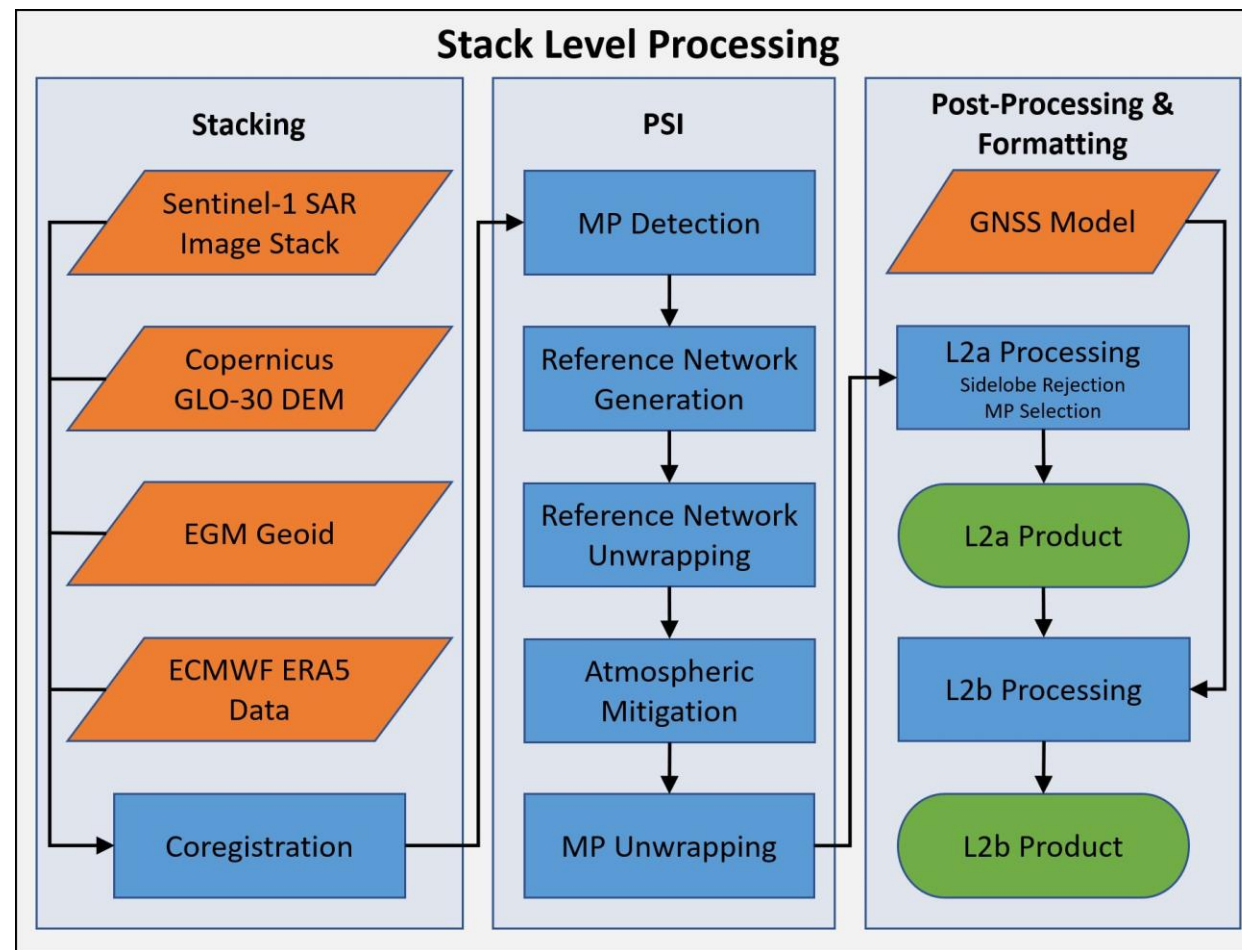 Stack Level Processing
Stacking
Sentinel-1 SAR
Image Stack
Copernicus
GLO-30 DEM
EGM Geoid
ECMWF ERA5
Data
Coregistration
PSI
MP Detection
Reference Network
Generation
Reference Network
Unwrapping
Atmospheric
Mitigation
MP Unwrapping
Post-Processing &
Formatting
GNSS Model
L2a Processing
Sidelobe Rejection
MP Selection
L2a Product
L2b Processing
L2b Product